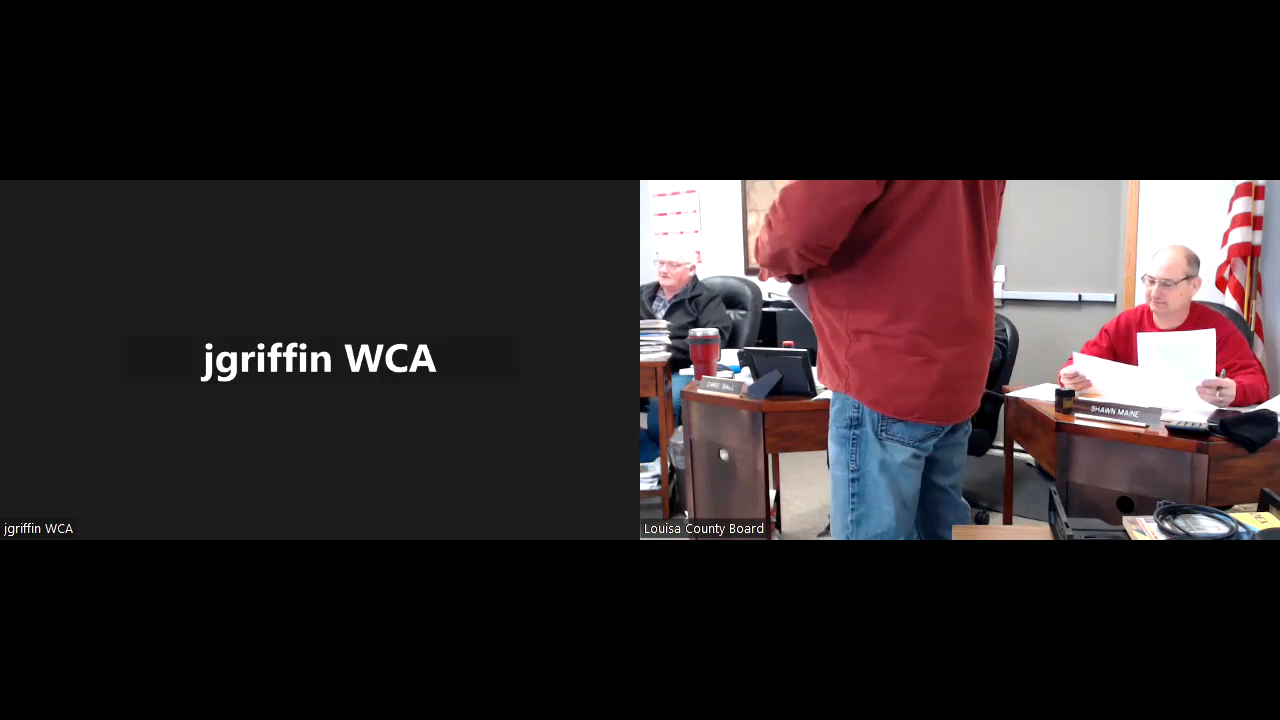 jgriffin WCA
jgriffin WCA
CHRIS BALL
SHAWN MAINE
Louisa County Board